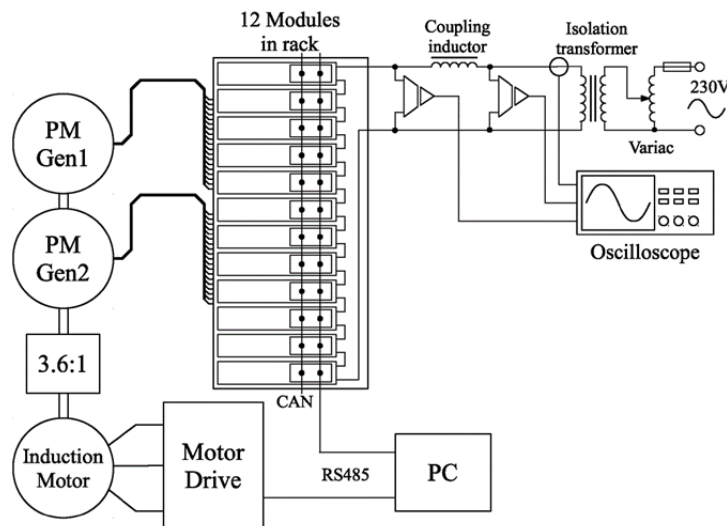 12 Modules
in rack
Coupling
inductor
Isolation
transformer
230V
PM
Gen1
Variac
PM
Gen2
Oscilloscope
3.6:1
CAN
Induction
Motor
Motor
Drive
RS485
PC